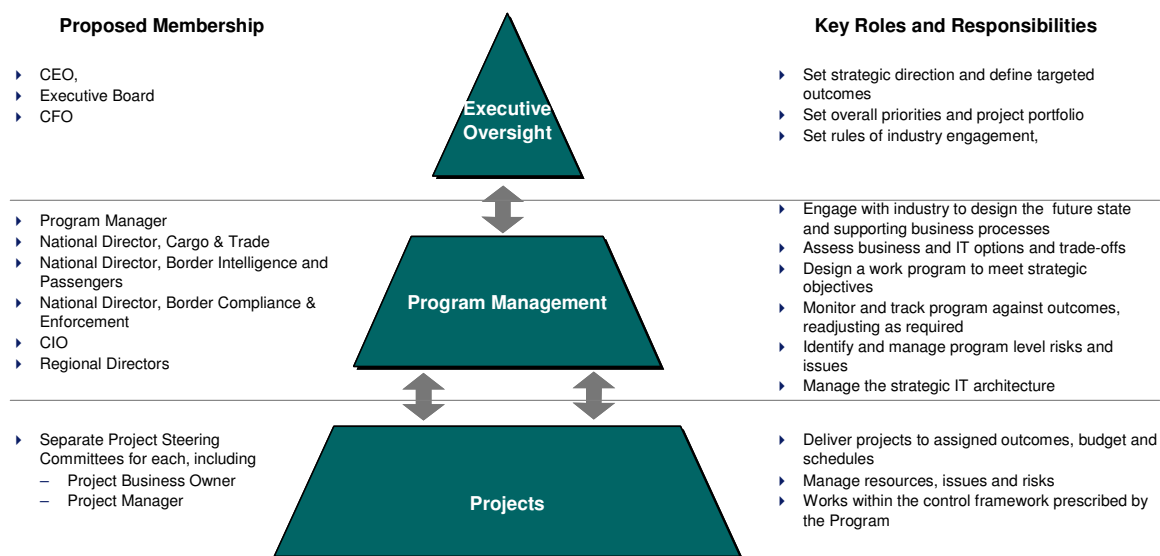 Proposed Membership
Key Roles and Responsibilities
CEO,
Executive Board
CFO
Executive
Oversight
Set strategic direction and define targeted
outcomes
Set overall priorities and project portfolio
Set rules of industry engagement,
Program Manager
National Director, Cargo & Trade
National Director, Border Intelligence and
Passengers
National Director, Border Compliance &
Enforcement
CIO
Regional Directors
Program Management
Engage with industry to design the future state
and supporting business processes
Assess business and IT options and trade-offs
Design a work program to meet strategic
objectives
Monitor and track program against outcomes,
readjusting as required
Identify and manage program level risks and
issues
Manage the strategic IT architecture
Separate Project Steering
Committees for each, including
– Project Business Owner
– Project Manager
Projects
Deliver projects to assigned outcomes, budget and
schedules
Manage resources, issues and risks
Works within the control framework prescribed by
the Program